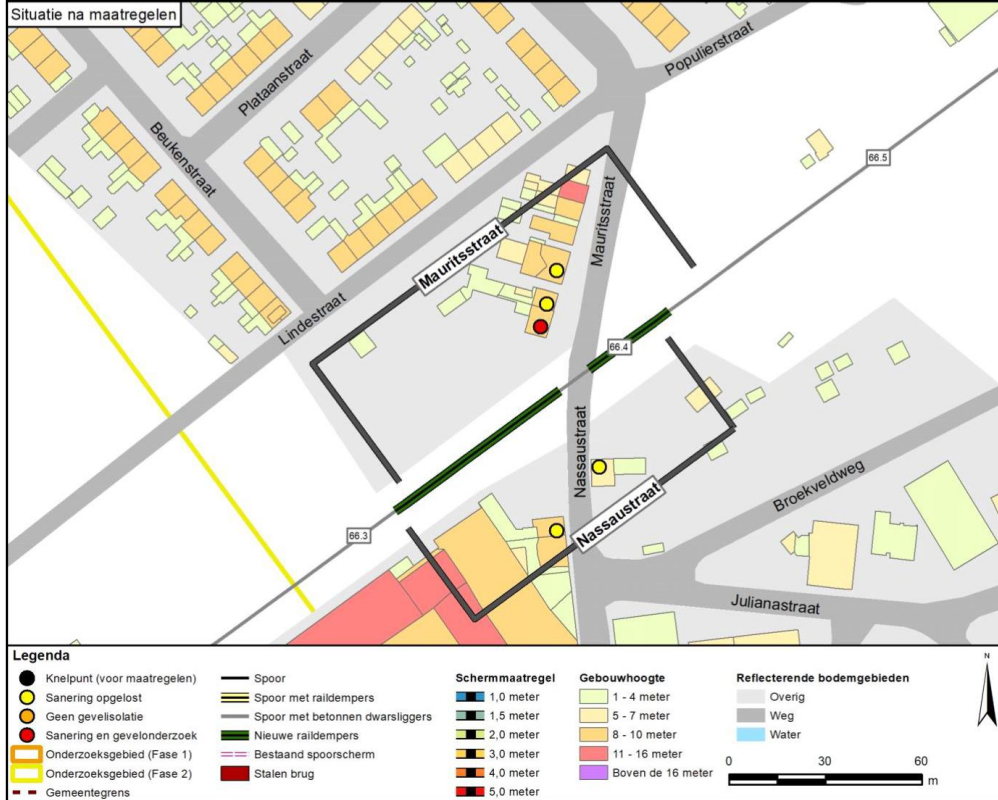 Situatie na maatregelen
Populierstraat
Plataanstraat
Beukenstraat
66.5
Mauritsstraat
Mauritsstraat
Lindestraat
66.4
Nassaustraat
Broekveldweg
Nassaustraat
66.3
Julianastraat
Legenda
Knelpunt (voor maatregelen)
Sanering opgelost
Geen gevelisolatie
Sanering en gevelonderzoek
Onderzoeksgebied (Fase 1)
Onderzoeksgebied (Fase 2)
Gemeentegrens
Spoor
Spoor met raildempers
Spoor met betonnen dwarsliggers
Nieuwe raildempers
Bestaand spoorscherm
Stalen brug
Schermmaatregel
1,0 meter
1,5 meter
2,0 meter
3,0 meter
4,0 meter
5,0 meter
Gebouwhoogte
1 - 4 meter
5 - 7 meter
8 - 10 meter
11 - 16 meter
Boven de 16 meter
Reflecterende bodemgebieden
Overig
Weg
Water
N
0 30 60
m